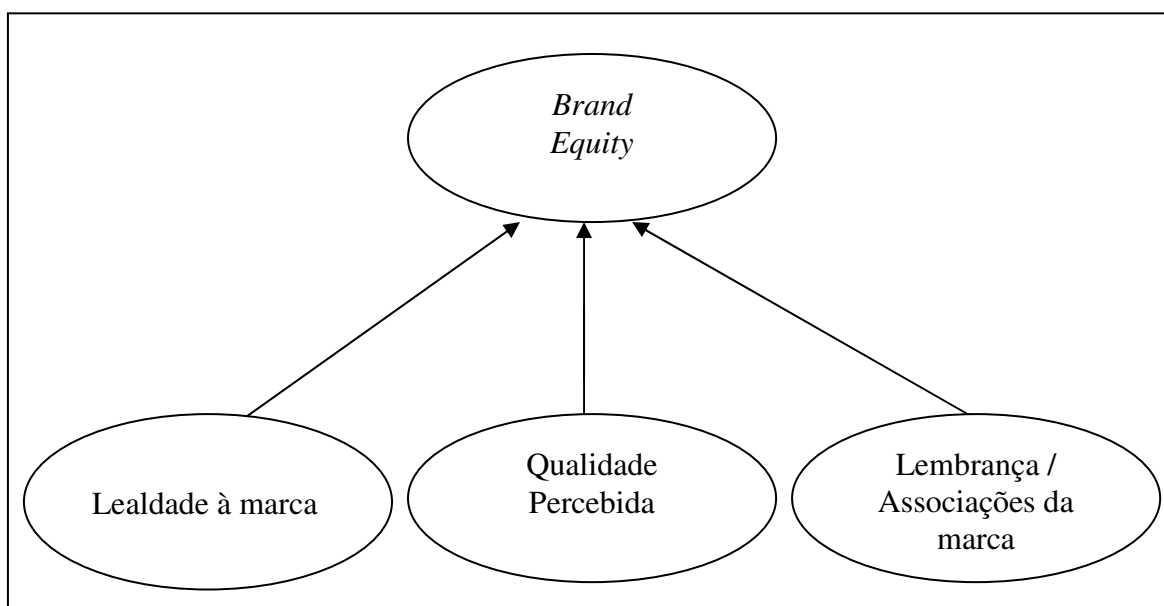 Brand
Equity
Lealdade à marca
Qualidade
Percebida
Lembrança /
Associações da
marca